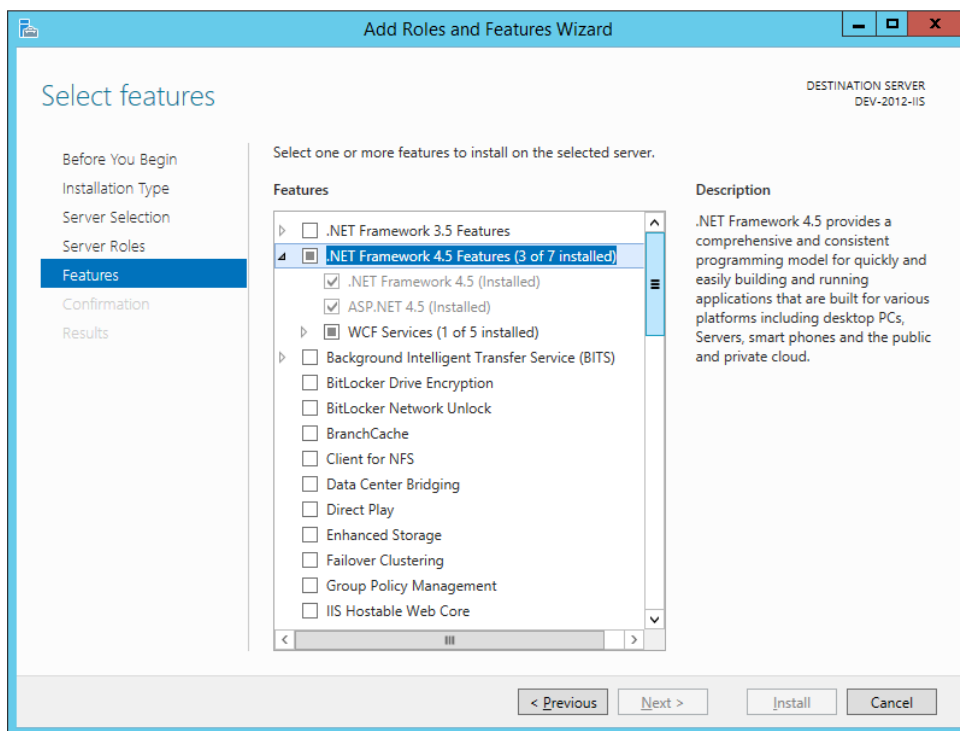 Add Roles and Features Wizard
Select features
DESTINATION SERVER
DEV-2012-IIS
Before You Begin
Installation Type
Server Selection
Server Roles
Features
Confirmation
Results
Select one or more features to install on the selected server.
Features
.NET Framework 3.5 Features
.NET Framework 4.5 Features (3 of 7 installed)
.NET Framework 4.5 (Installed)
ASP.NET 4.5 (Installed)
WCF Services (1 of 5 installed)
Background Intelligent Transfer Service (BITS)
BitLocker Drive Encryption
BitLocker Network Unlock
BranchCache
Client for NFS
Data Center Bridging
Direct Play
Enhanced Storage
Failover Clustering
Group Policy Management
IIS Hostable Web Core
Description
.NET Framework 4.5 provides a
comprehensive and consistent
programming model for quickly and
easily building and running
applications that are built for various
platforms including desktop PCs,
Servers, smart phones and the public
and private cloud.
< Previous
Next >
Install
Cancel